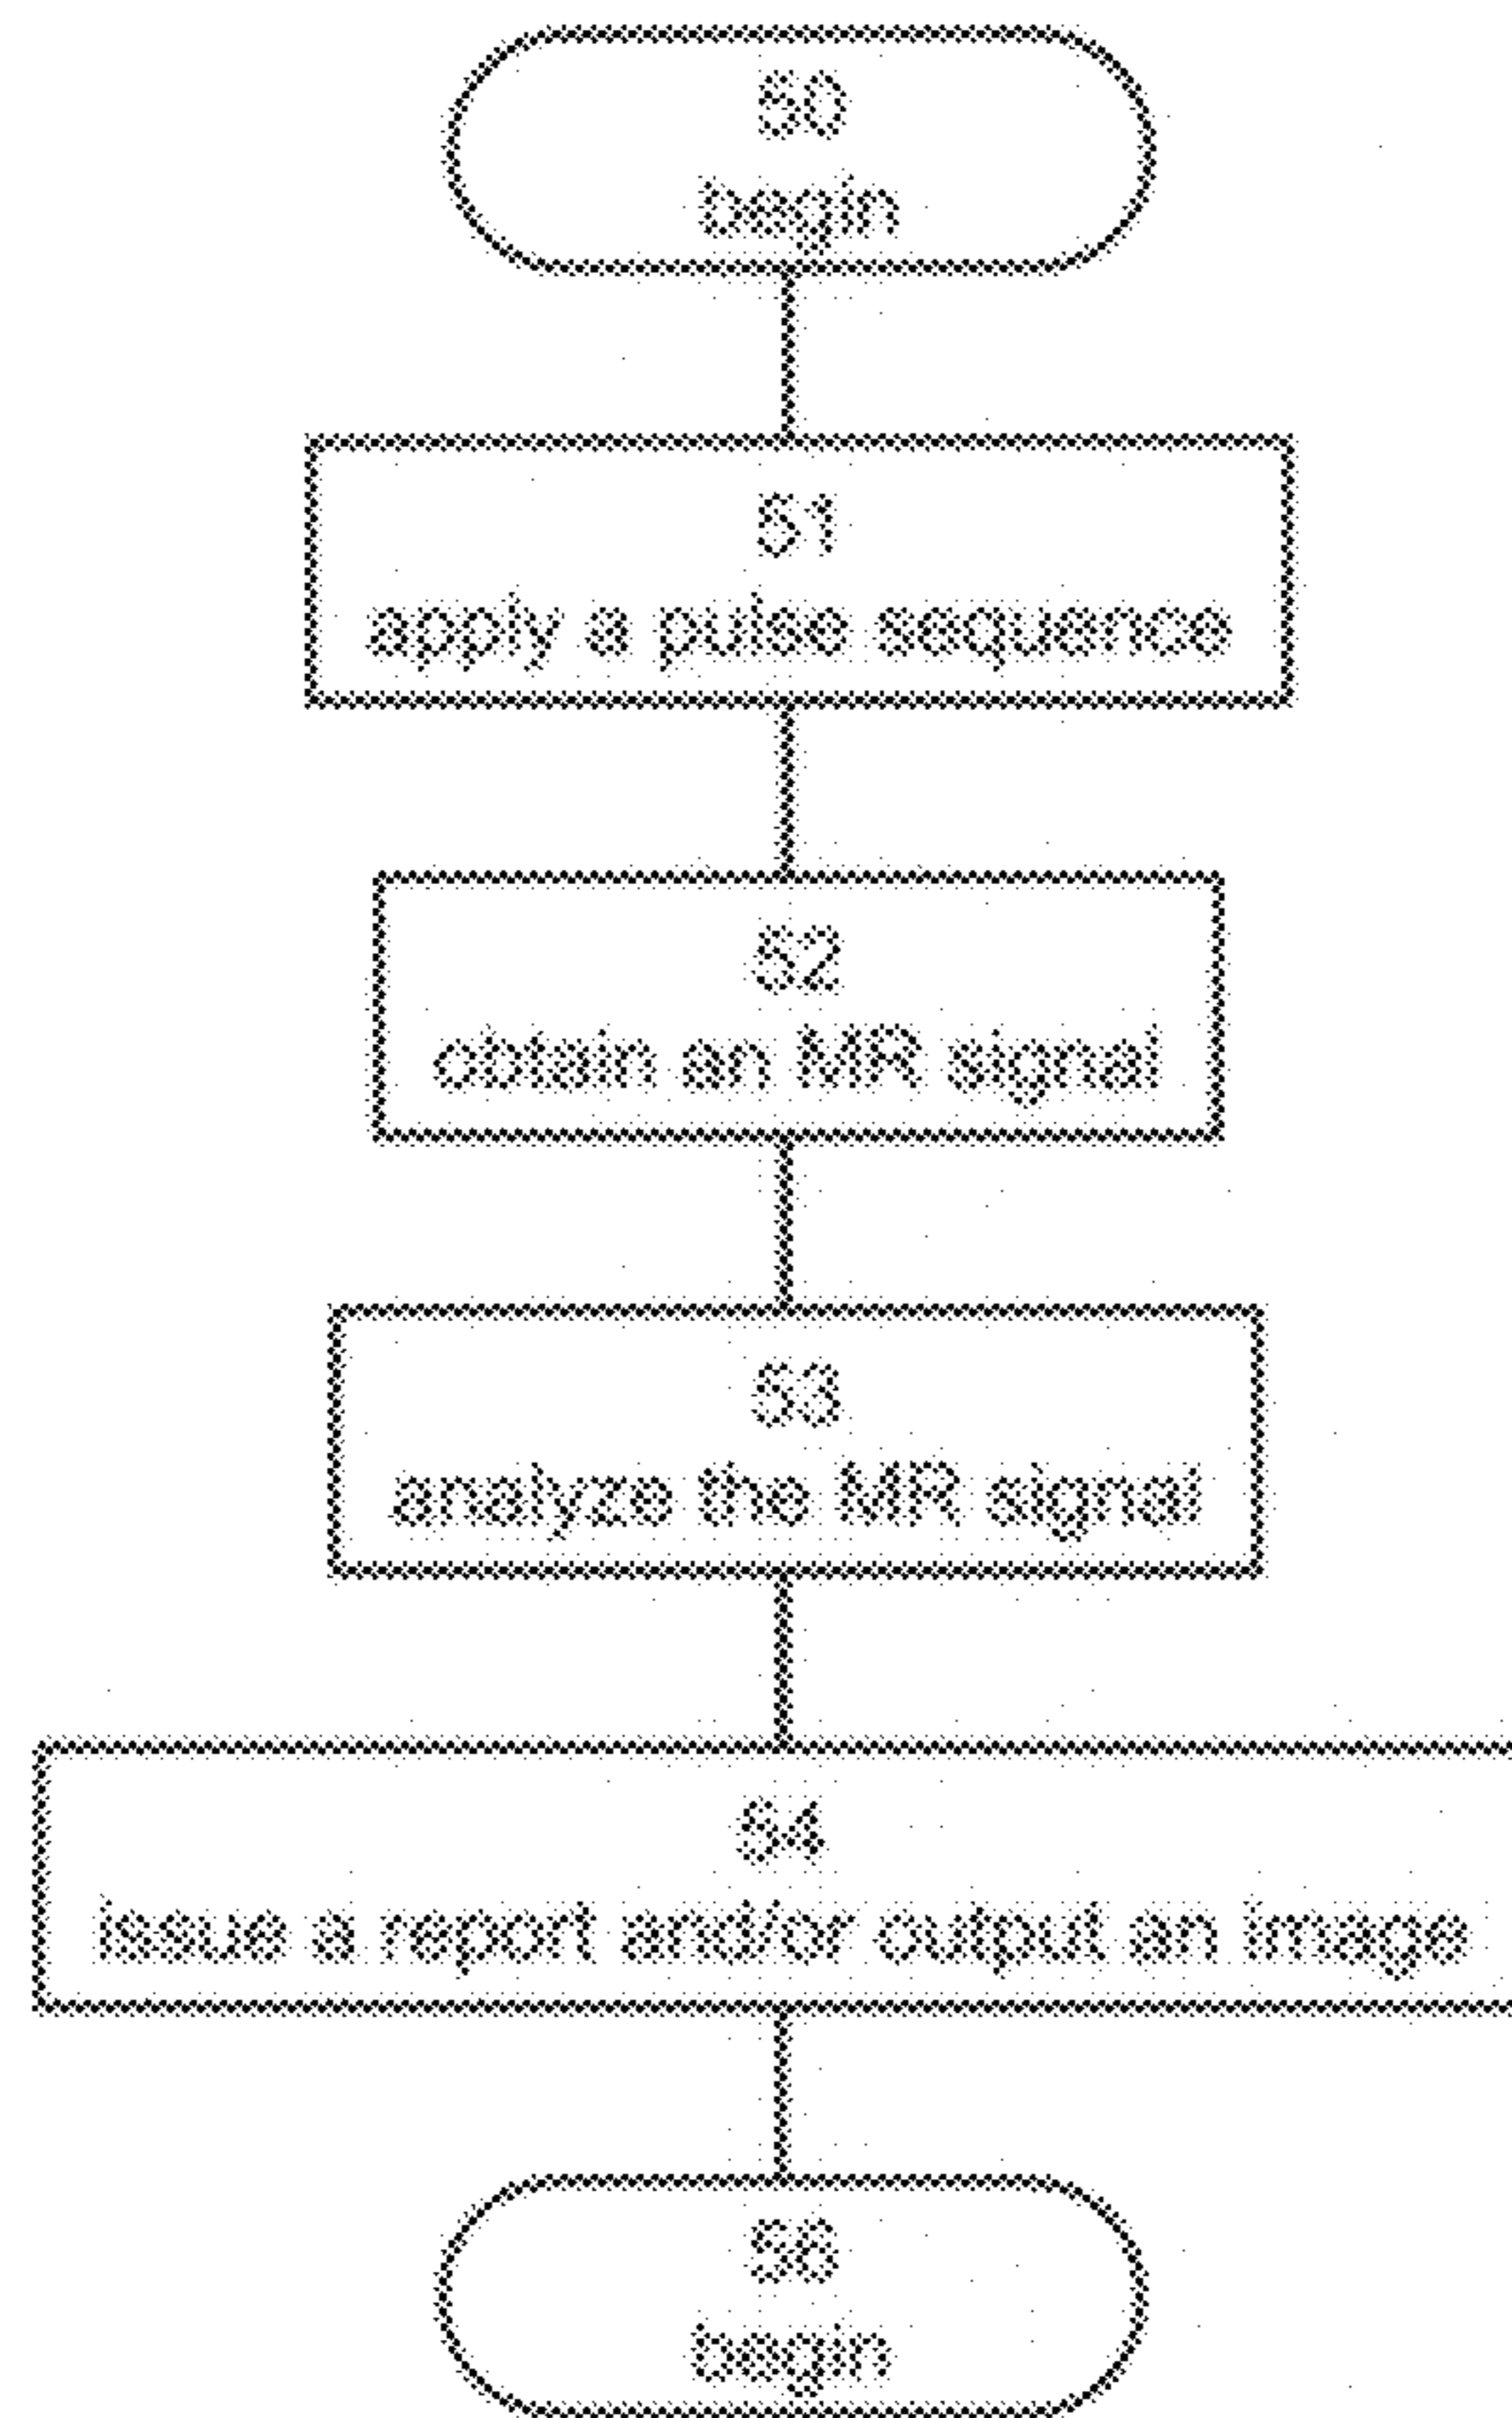 S0
begin
S1
apply a pulse sequence
S2
obtain an MR signal
S3
analyze the MR signal
S4
issue a report and/or output an image
S6
begin